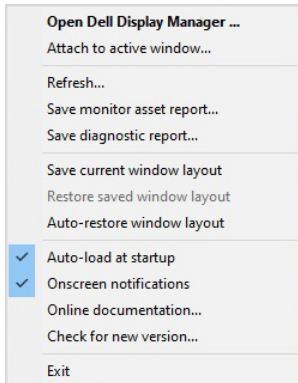 Open Dell Display Manager ...
Attach to active window...
Refresh...
Save monitor asset report...
Save diagnostic report...
Save current window layout
Restore saved window layout
Auto-restore window layout
Auto-load at startup
Onscreen notifications
Online documentation...
Check for new version...
Exit